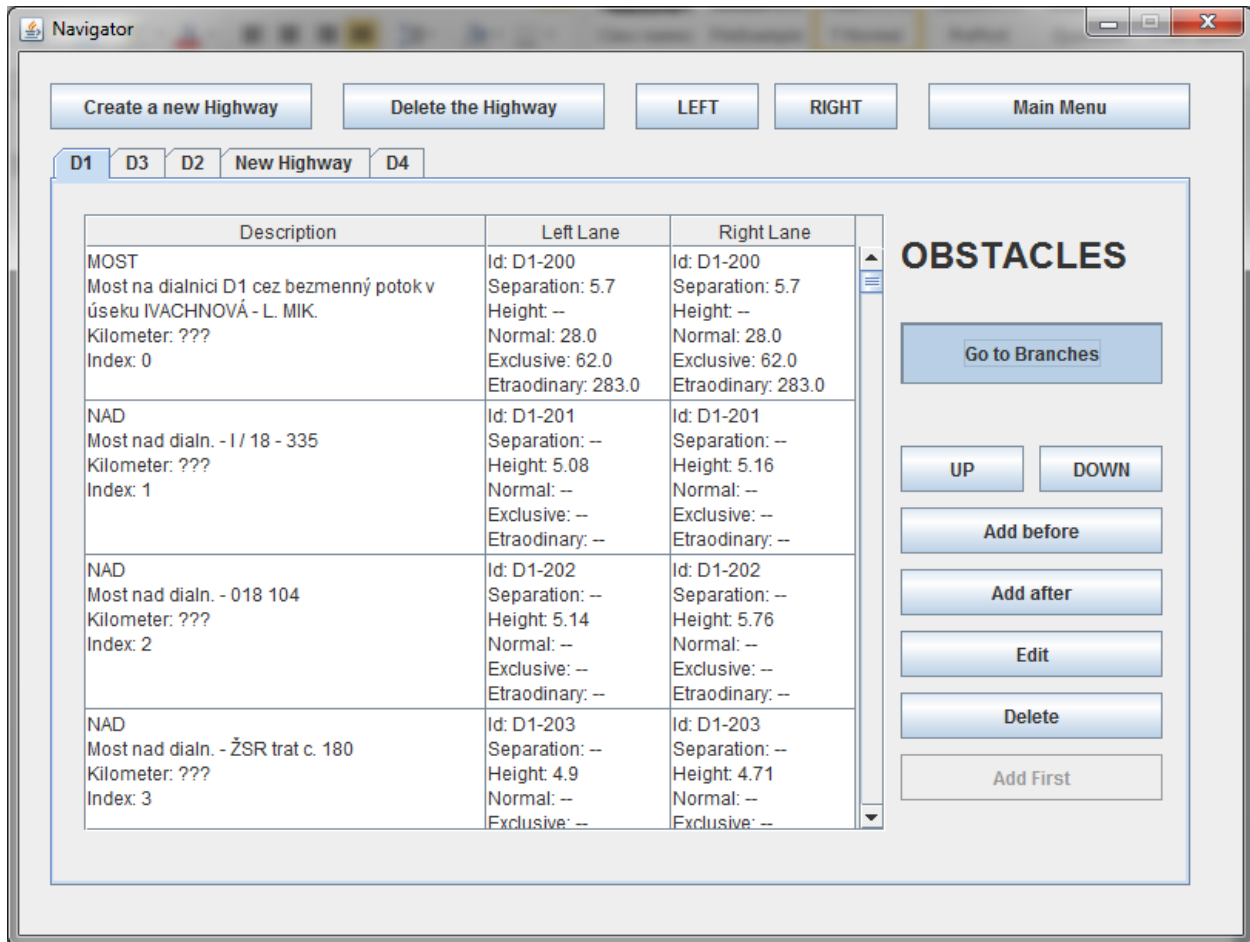 Navigator
Create a new Highway
Delete the Highway
LEFT
RIGHT
Main Menu
D1
D3
D2
New Highway
D4
Description
Left Lane
Right Lane
MOST
Most na dialnici D1 cez bezmenný potok v
úseku IVACHNOVÁ - L. MIK.
Kilometer: ???
Index: 0
Id: D1-200
Separation: 5.7
Height: --
Normal: 28.0
Exclusive: 62.0
Etraodinary: 283.0
Id: D1-200
Separation: 5.7
Height: --
Normal: 28.0
Exclusive: 62.0
Etraodinary: 283.0
NAD
Most nad dialn. - I / 18 - 335
Kilometer: ???
Index: 1
Id: D1-201
Separation: --
Height: 5.08
Normal: --
Exclusive: --
Etraodinary: --
Id: D1-201
Separation: --
Height: 5.16
Normal: --
Exclusive: --
Etraodinary: --
NAD
Most nad dialn. - 018 104
Kilometer: ???
Index: 2
Id: D1-202
Separation: --
Height: 5.14
Normal: --
Exclusive: --
Etraodinary: --
Id: D1-202
Separation: --
Height: 5.76
Normal: --
Exclusive: --
Etraodinary: --
NAD
Most nad dialn. - ŽSR trat c. 180
Kilometer: ???
Index: 3
Id: D1-203
Separation: --
Height: 4.9
Normal: --
Exclusive: --
Id: D1-203
Separation: --
Height: 4.71
Normal: --
Exclusive: --
OBSTACLES
Go to Branches
UP
DOWN
Add before
Add after
Edit
Delete
Add First